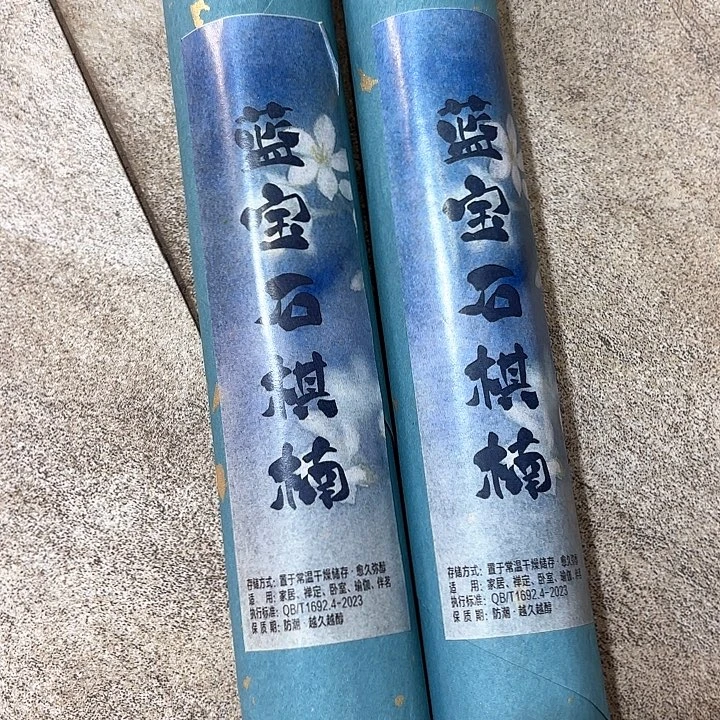 蓝宝石棋楠
存储方式：置于常温干燥储存·愈久弥醇
适 用：家居、禅定、卧室、瑜伽、伴茗
执行标准：QB/T1692.4-2023
保 质 期：防潮 越久越醇
蓝宝石棋楠
存储方式：置于常温干燥储存·愈久弥
适 用：家居、禅定、卧室、瑜伽、伴茗
执行标准：QB/T1692.4-2023
保 质 期：防潮·越久越醇